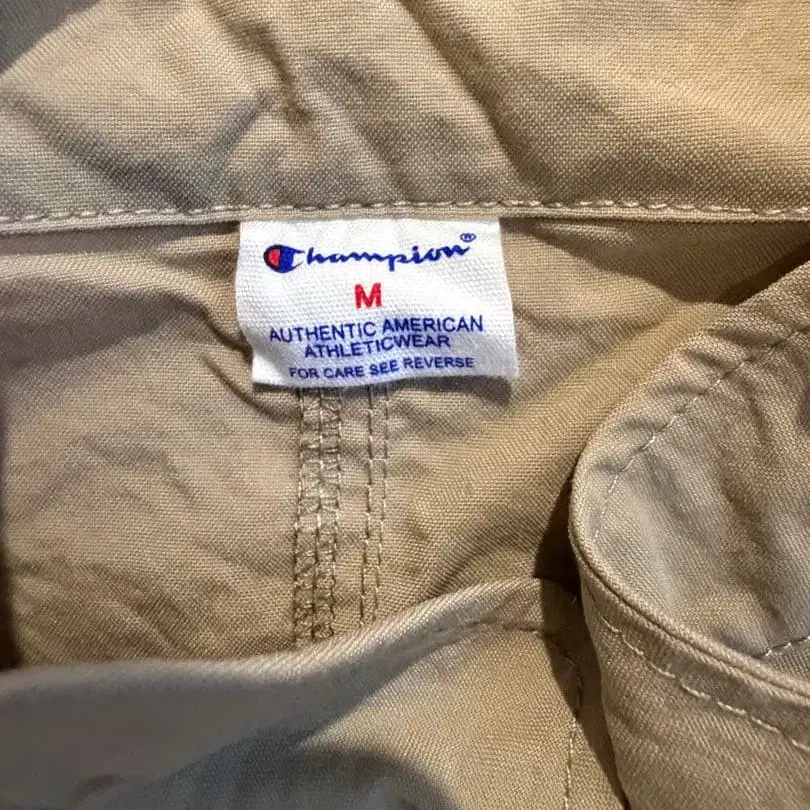 Champion®
M
AUTHENTIC AMERICAN
ATHLETICWEAR
FOR CARE SEE REVERSE